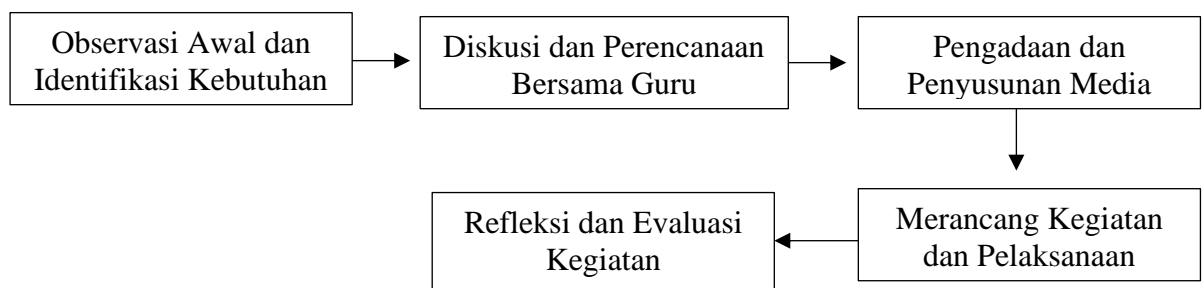 Observasi Awal dan
Identifikasi Kebutuhan
Diskusi dan Perencanaan
Bersama Guru
Pengadaan dan
Penyusunan Media
Merancang Kegiatan
dan Pelaksanaan
Refleksi dan Evaluasi
Kegiatan